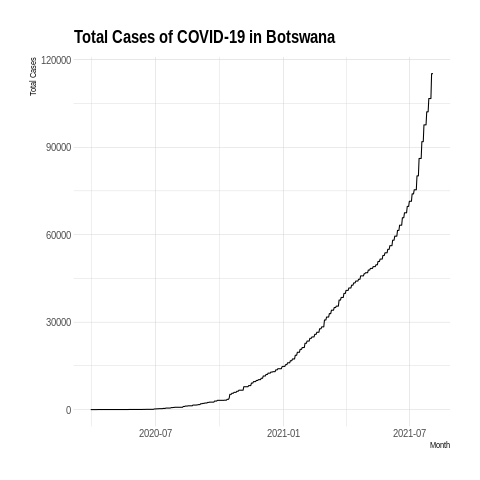 Total Cases of COVID-19 in Botswana
Total Cases
120000
90000
60000
30000
0
2020-07
2021-01
2021-07
Month